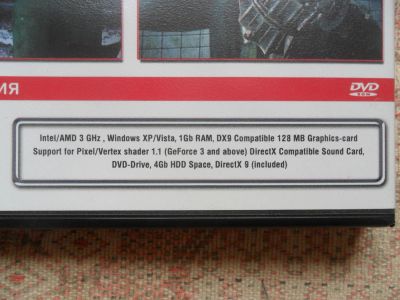 ИЯ
DVD
ROM
Intel/AMD 3 GHz , Windows XP/Vista, 1Gb RAM, DX9 Compatible 128 MB Graphics-card
Support for Pixel/Vertex shader 1.1 (GeForce 3 and above) DirectX Compatible Sound Card,
DVD-Drive, 4Gb HDD Space, DirectX 9 (included)